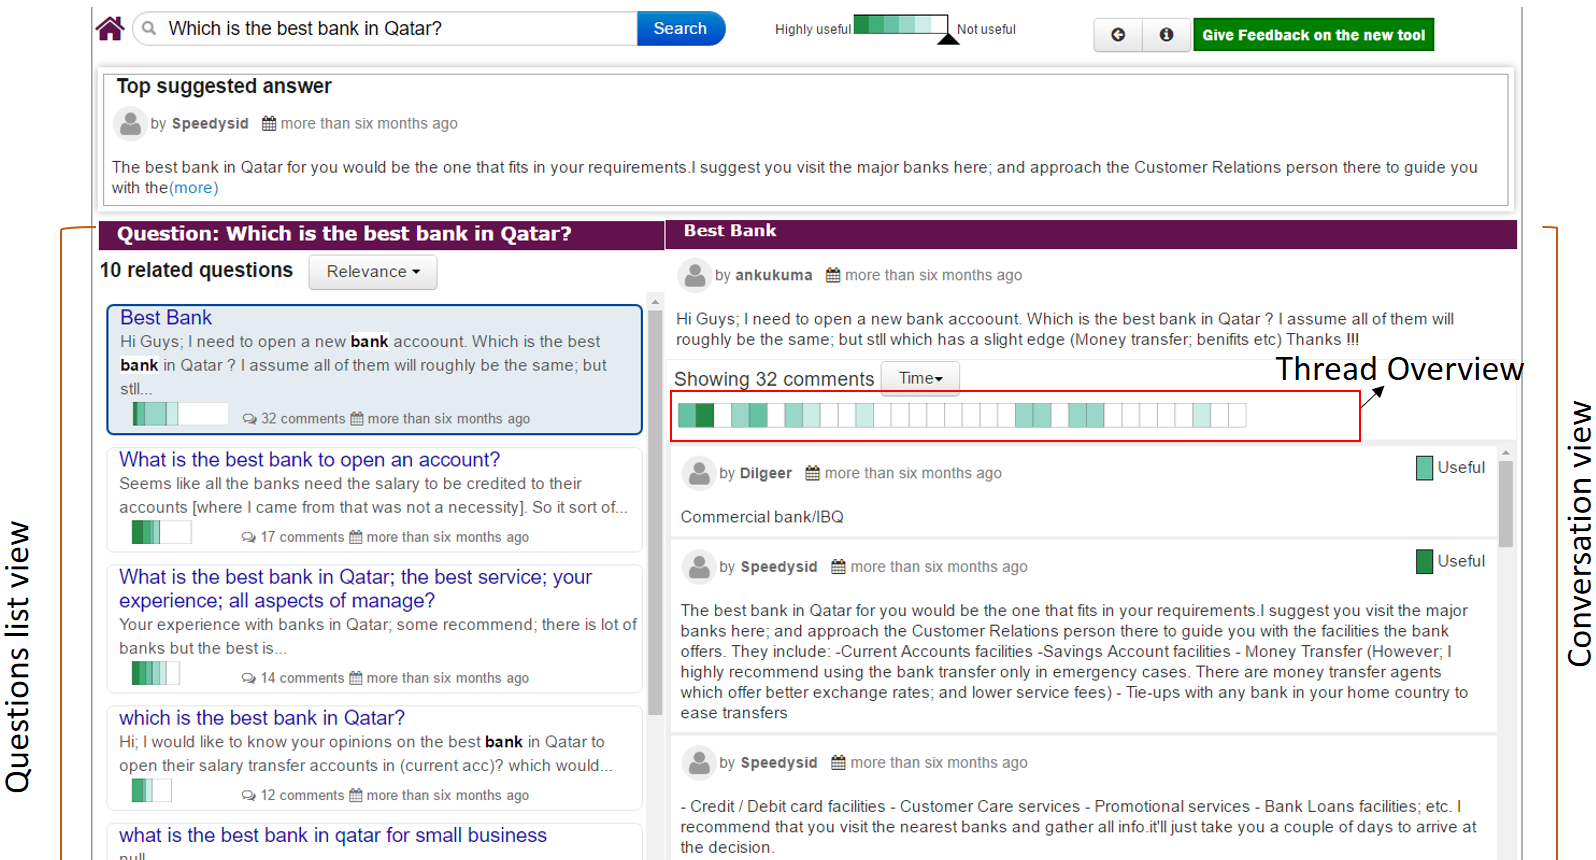 Which is the best bank in Qatar?
Search
Highly useful
Not useful
Give Feedback on the new tool
Top suggested answer
by Speedysid more than six months ago
The best bank in Qatar for you would be the one that fits in your requirements.I suggest you visit the major banks here; and approach the Customer Relations person there to guide you
with the(more)
Questions list view
Question: Which is the best bank in Qatar?
10 related questions
Relevance
Best Bank
Hi Guys; I need to open a new bank accoount. Which is the best
bank in Qatar ? I assume all of them will roughly be the same; but
stll...
32 comments more than six months ago
What is the best bank to open an account?
Seems like all the banks need the salary to be credited to their
accounts [where I came from that was not a necessity]. So it sort of...
17 comments more than six months ago
What is the best bank in Qatar; the best service; your
experience; all aspects of manage?
Your experience with banks in Qatar; some recommend; there is lot of
banks but the best is...
14 comments more than six months ago
which is the best bank in Qatar?
Hi; I would like to know your opinions on the best bank in Qatar to
open their salary transfer accounts in (current acc)? which would...
12 comments more than six months ago
what is the best bank in qatar for small business
null
Best Bank
by ankukuma more than six months ago
Hi Guys; I need to open a new bank accoount. Which is the best bank in Qatar ? I assume all of them will
roughly be the same; but stll which has a slight edge (Money transfer; benifits etc) Thanks !!!
Showing 32 comments
Time
Thread Overview
by Dilgeer more than six months ago
Useful
Commercial bank/IBQ
by Speedysid more than six months ago
Useful
The best bank in Qatar for you would be the one that fits in your requirements.I suggest you visit the major
banks here; and approach the Customer Relations person there to guide you with the facilities the bank
offers. They include: -Current Accounts facilities -Savings Account facilities - Money Transfer (However; I
highly recommend using the bank transfer only in emergency cases. There are money transfer agents
which offer better exchange rates; and lower service fees) - Tie-ups with any bank in your home country to
ease transfers
by Speedysid more than six months ago
- Credit / Debit card facilities - Customer Care services - Promotional services - Bank Loans facilities; etc. I
recommend that you visit the nearest banks and gather all info.it'll just take you a couple of days to arrive at
the decision.
Conversation view